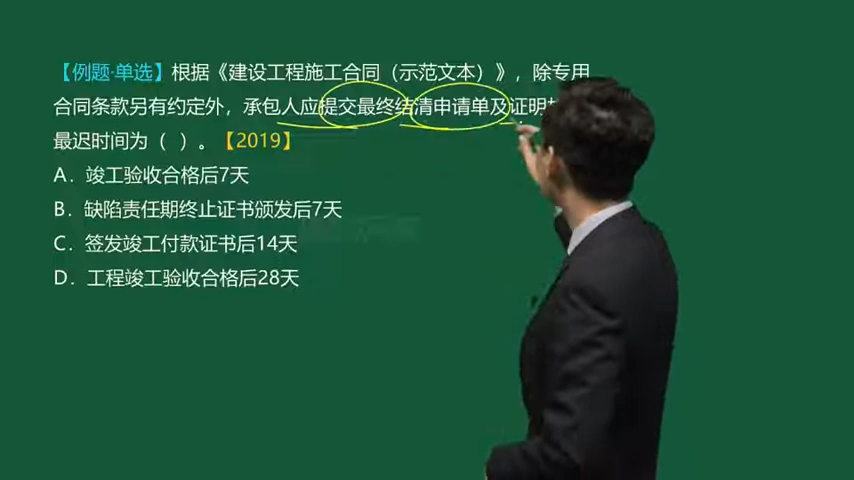 【例题·单选】根据《建设工程施工合同（示范文本）》，除专用
合同条款另有约定外，承包人应提交最终结清申请单及证明
最迟时间为（ ）。【2019】
A．竣工验收合格后7天
B．缺陷责任期终止证书颁发后7天
C．签发竣工付款证书后14天
D．工程竣工验收合格后28天